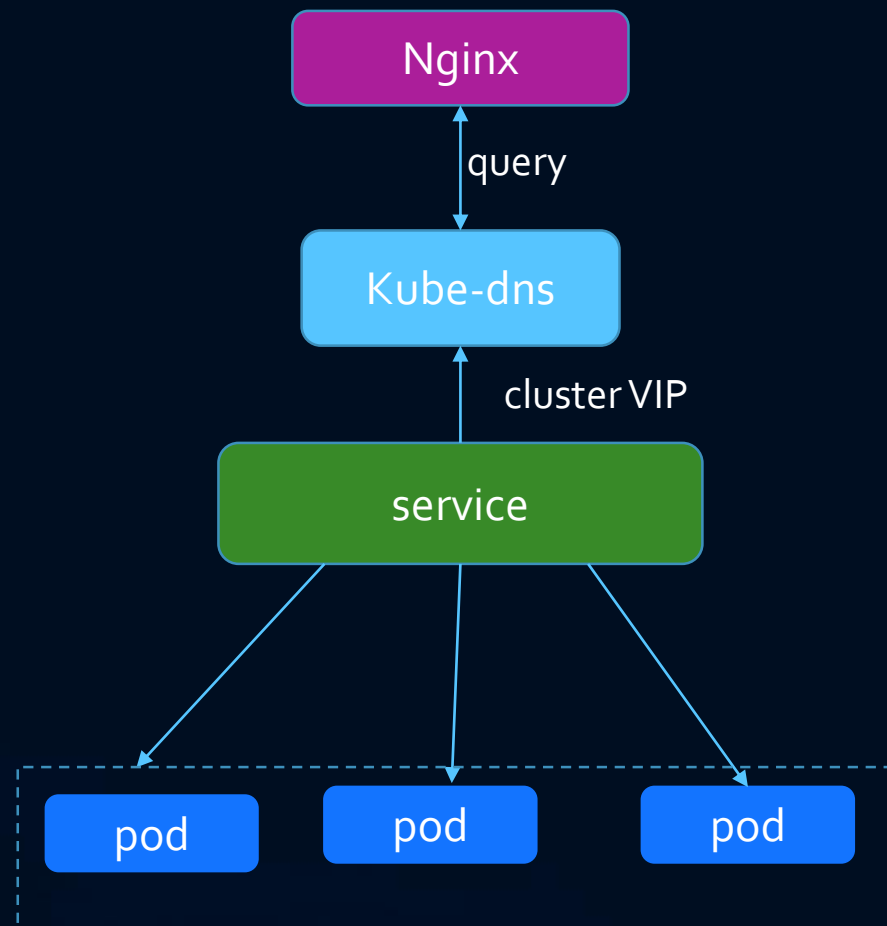 Nginx
query
Kube-dns
cluster VIP
service
pod
pod
pod